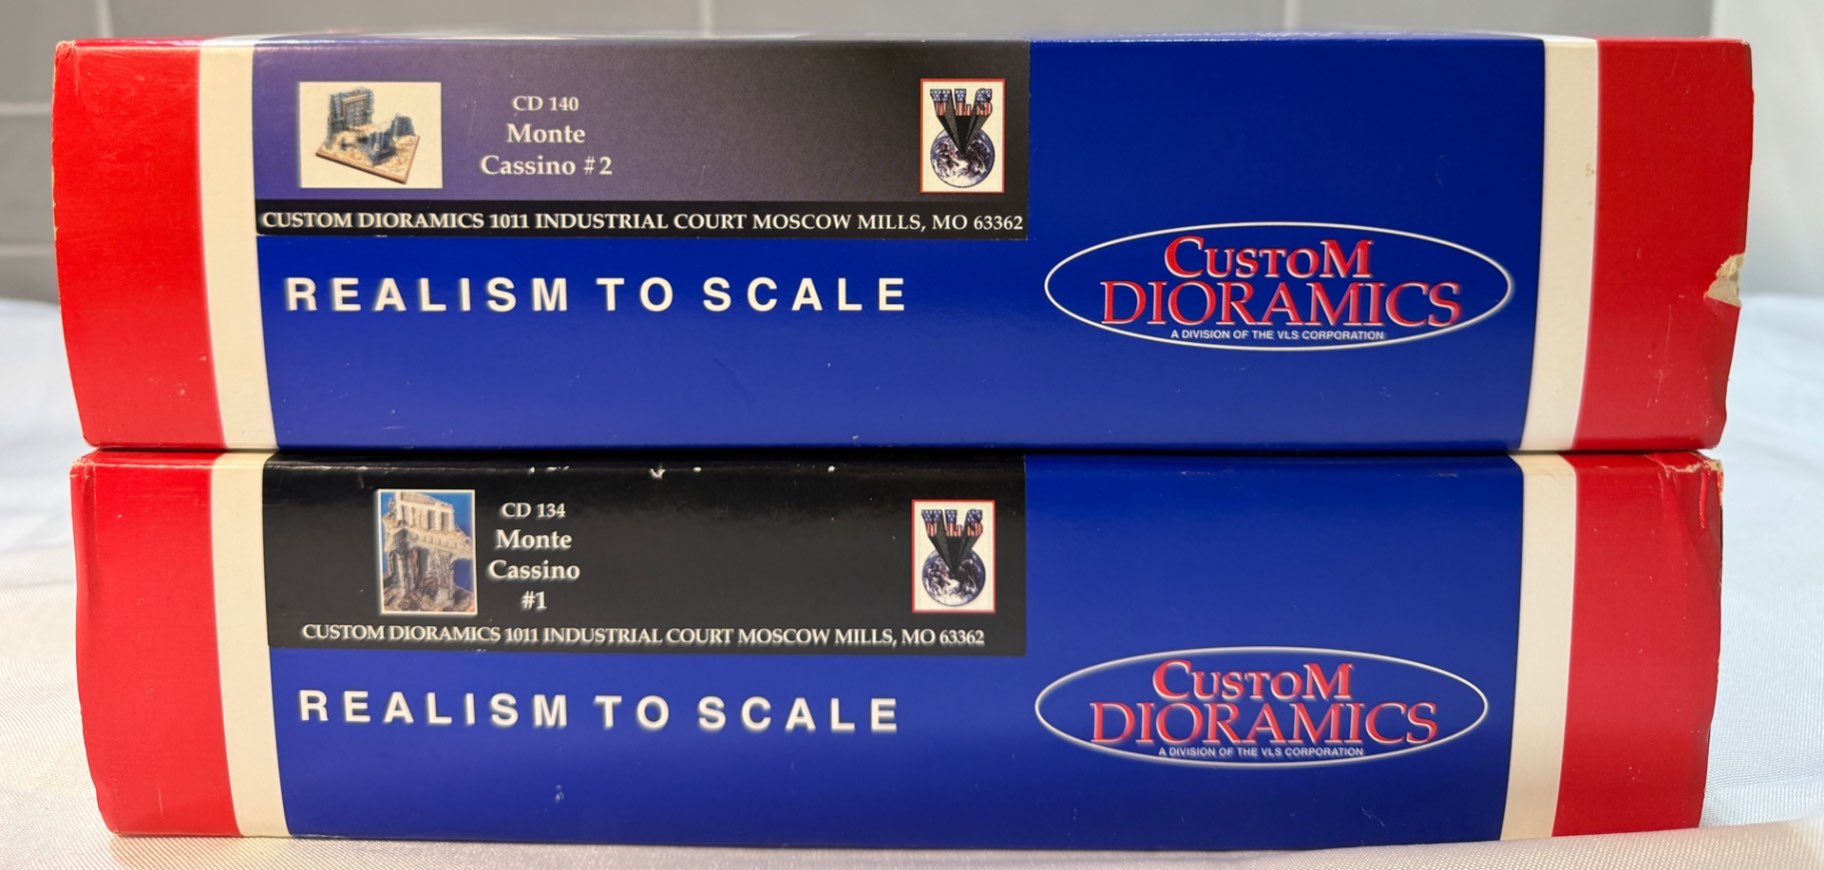 CD 140
Monte
Cassino #2
VLS
CUSTOM DIORAMICS 1011 INDUSTRIAL COURT MOSCOW MILLS, MO 63362
REALISM TO SCALE
CUSTOM
DIORAMICS
A DIVISION OF THE VLS CORPORATION
CD 134
Monte
Cassino
#1
VLS
CUSTOM DIORAMICS 1011 INDUSTRIAL COURT MOSCOW MILLS, MO 63362
REALISM TO SCALE
CUSTOM
DIORAMICS
A DIVISION OF THE VLS CORPORATION